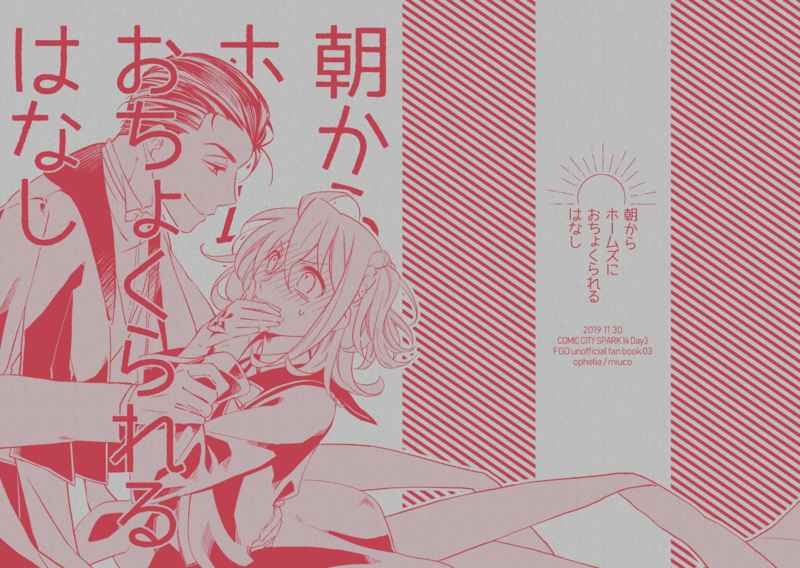 朝から
ホ
おちょくられる
はなし
朝から
ホームズに
おちょくられる
はなし
2019 11 30
COMIC CITY SPARK 14 Day3
FGO unofficial fan book 03
ophelia / miuco